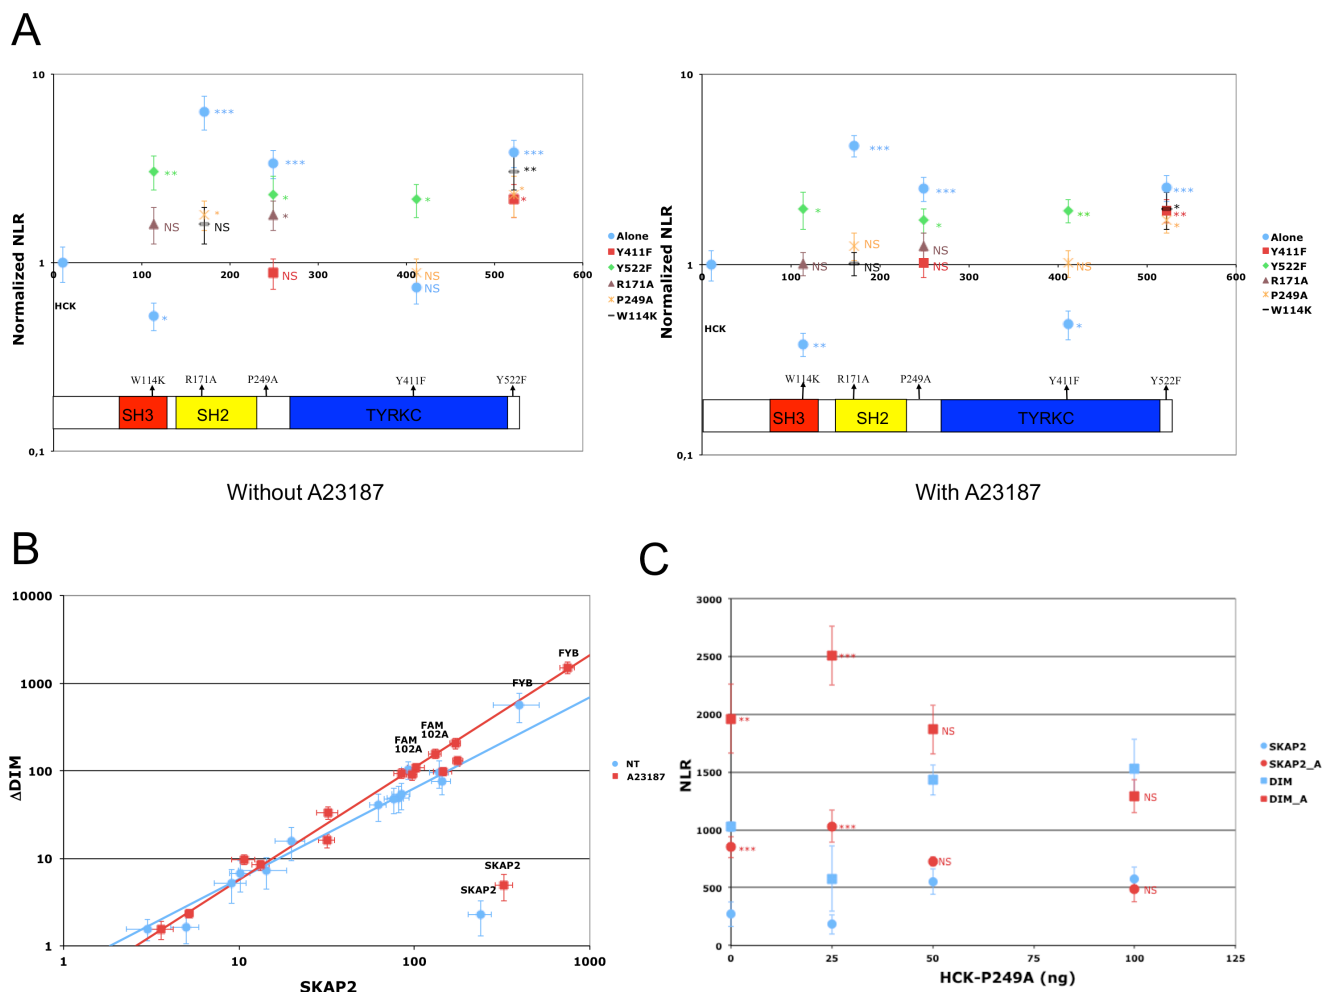 A
10
1
0,1
Normalized NLR
0 100 200 300 400 500 600
HCK
*
**
NS
***
*
NS
***
*
*
NS
*
NS
NS
***
**
*
*
W114K R171A P249A Y411F Y522F
SH3 SH2 TYRKC
Alone
Y411F
Y522F
R171A
P249A
W114K
Without A23187
10
1
0,1
Normalized NLR
0 100 200 300 400 500 600
HCK
*
NS
**
***
NS
NS
***
*
NS
NS
**
NS
*
***
*
**
*
W114K R171A P249A Y411F Y522F
SH3 SH2 TYRKC
Alone
Y411F
Y522F
R171A
P249A
W114K
With A23187
B
10000
1000
100
10
1
ΔDIM
FYB
FYB
FAM
102A
FAM
102A
SKAP2
SKAP2
1 10 100 1000
SKAP2
NT
A23187
C
3000
2500
2000
1500
1000
500
0
NLR
***
**
NS
***
***
NS
NS
NS
0 25 50 75 100 125
HCK-P249A (ng)
SKAP2
SKAP2_A
DIM
DIM_A